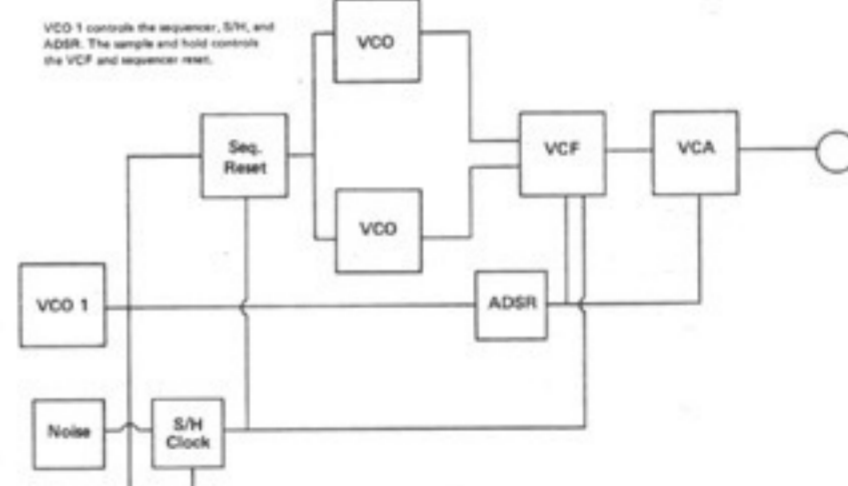 VCO 1 controls the sequencer, S/H, and
ADSR. The sample and hold controls
the VCF and sequencer reset.
VCO
Seq.
Reset
VCF
VCA
VCO
VCO 1
ADSR
Noise
S/H
Clock